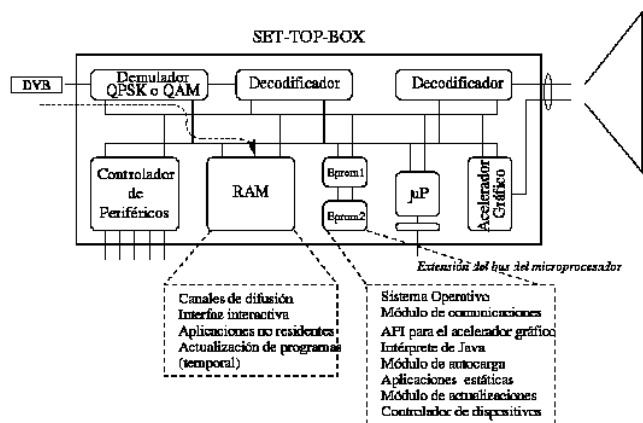 SET-TOP-BOX
DVB
Demulador
QPSK o QAM
Decodificador
Decodificador
Controlador
de
Periféricos
RAM
Eprom1
Eprom2
µP
Acelerador
Gráfico
Extensión del bus del microprocesador
Canales de difusión
Interfaz interactiva
Aplicaciones no residentes
Actualización de programas
(temporal)
Sistema Operativo
Módulo de comunicaciones
API para el acelerador gráfico
Intérprete de Java
Módulo de autocarga
Aplicaciones estáticas
Módulo de actualizaciones
Controlador de dispositivos